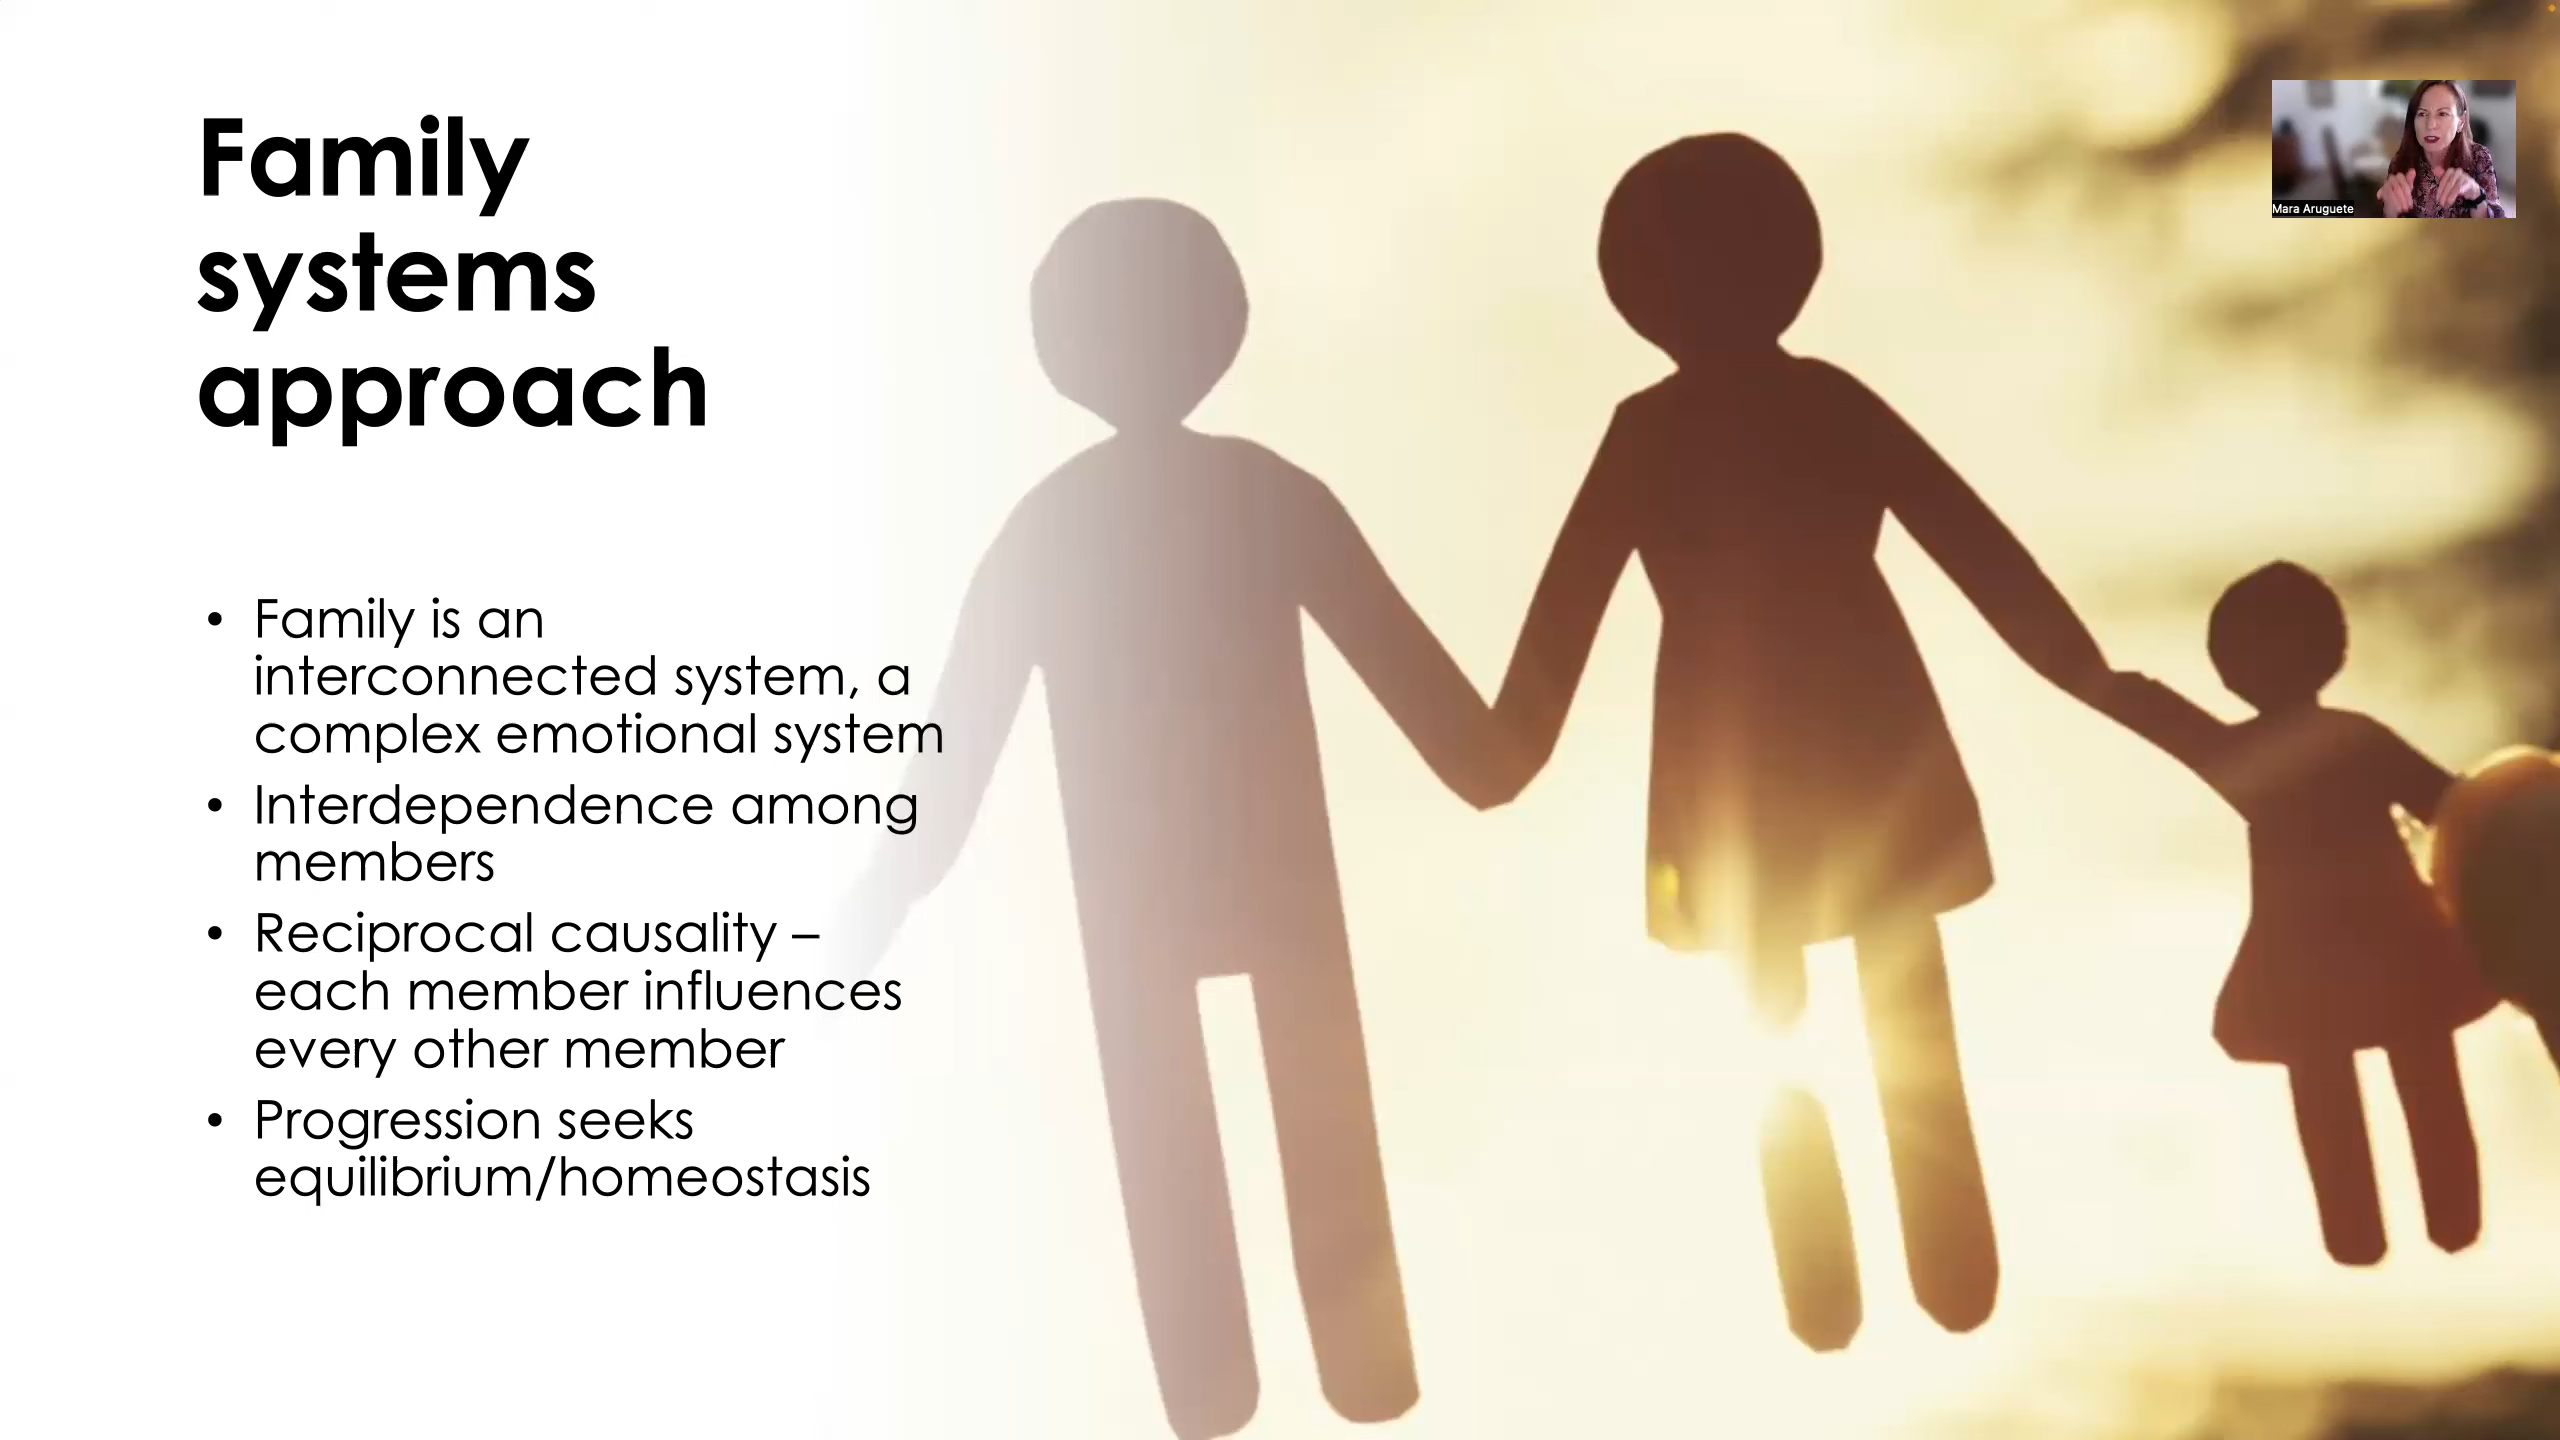 Family
systems
approach
• Family is an
interconnected system, a
complex emotional system
• Interdependence among
members
• Reciprocal causality –
each member influences
every other member
• Progression seeks
equilibrium/homeostasis
Mara Aruguete